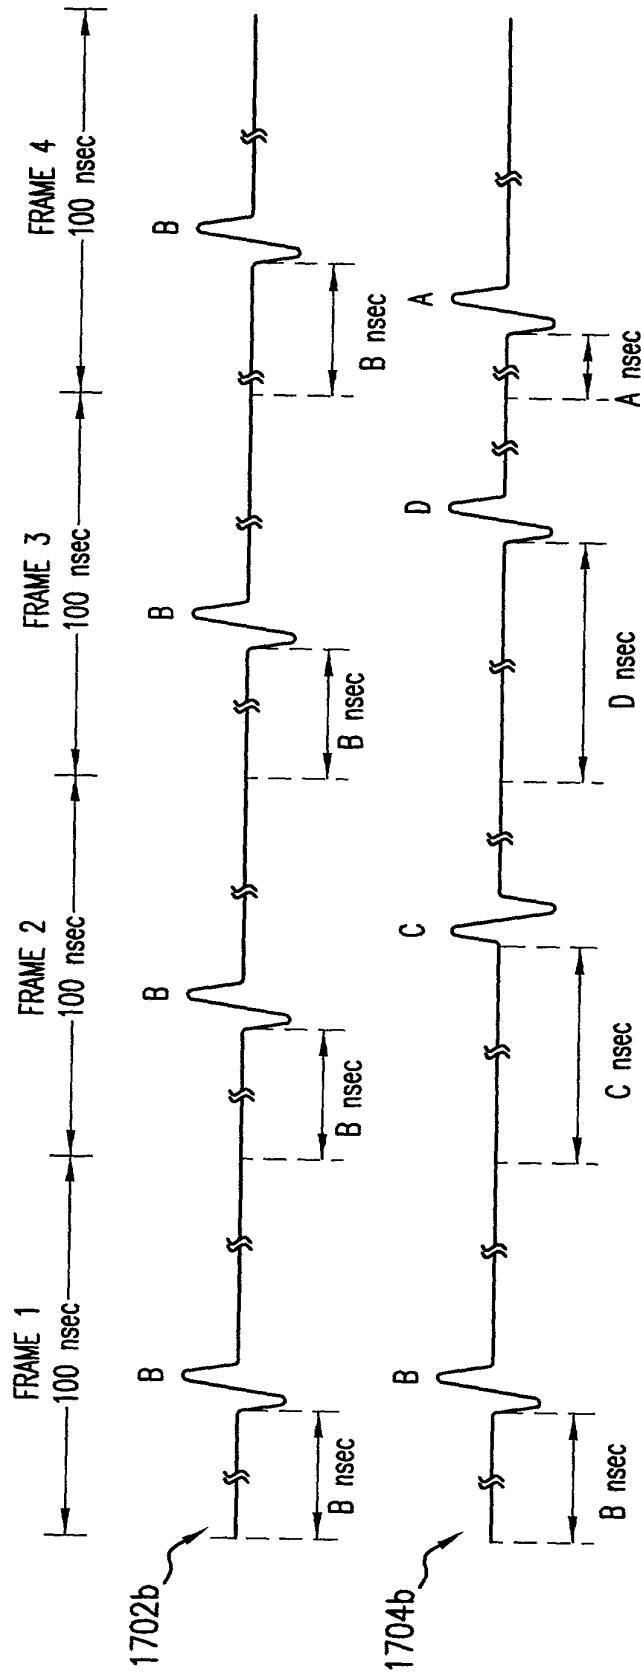 FRAME 1
FRAME 2
FRAME 3
FRAME 4
100 nsec
100 nsec
100 nsec
100 nsec
1702b
B
B
B
B
B nsec
B nsec
B nsec
B nsec
1704b
B
C
D
A
B nsec
C nsec
D nsec
A nsec